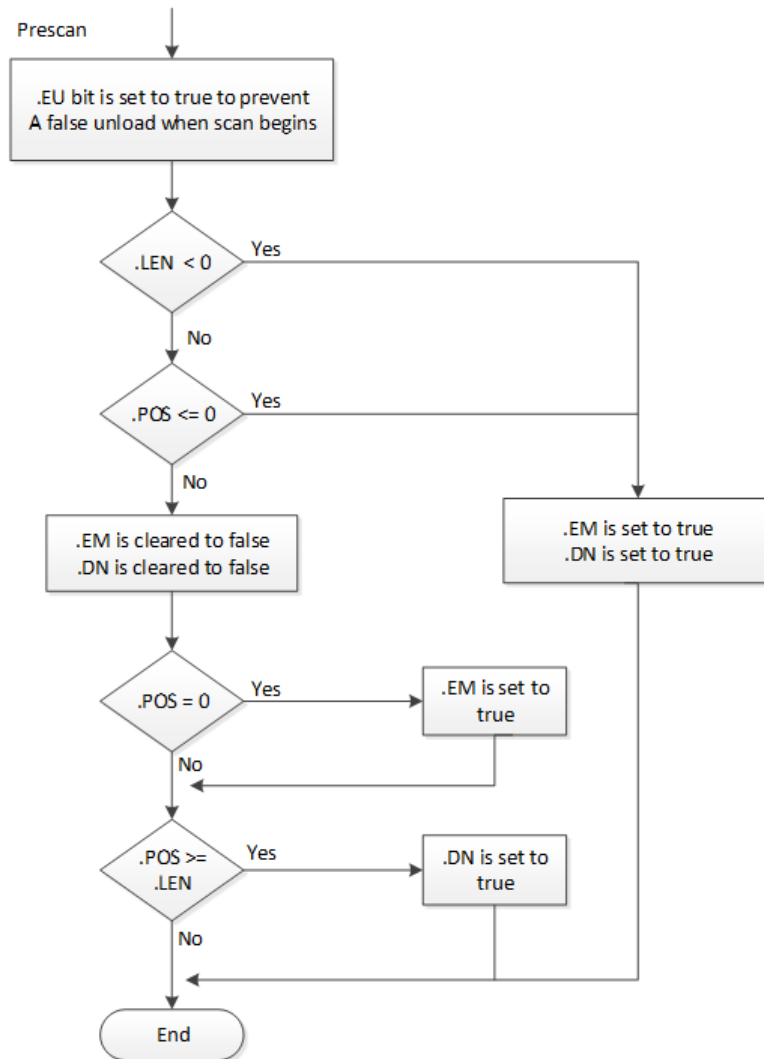 Prescan
.EU bit is set to true to prevent
A false unload when scan begins
.LEN < 0
Yes
No
.POS <= 0
Yes
No
.EM is cleared to false
.DN is cleared to false
.EM is set to true
.DN is set to true
.POS = 0
Yes
.EM is set to
true
No
.POS >=
.LEN
Yes
.DN is set to
true
No
End